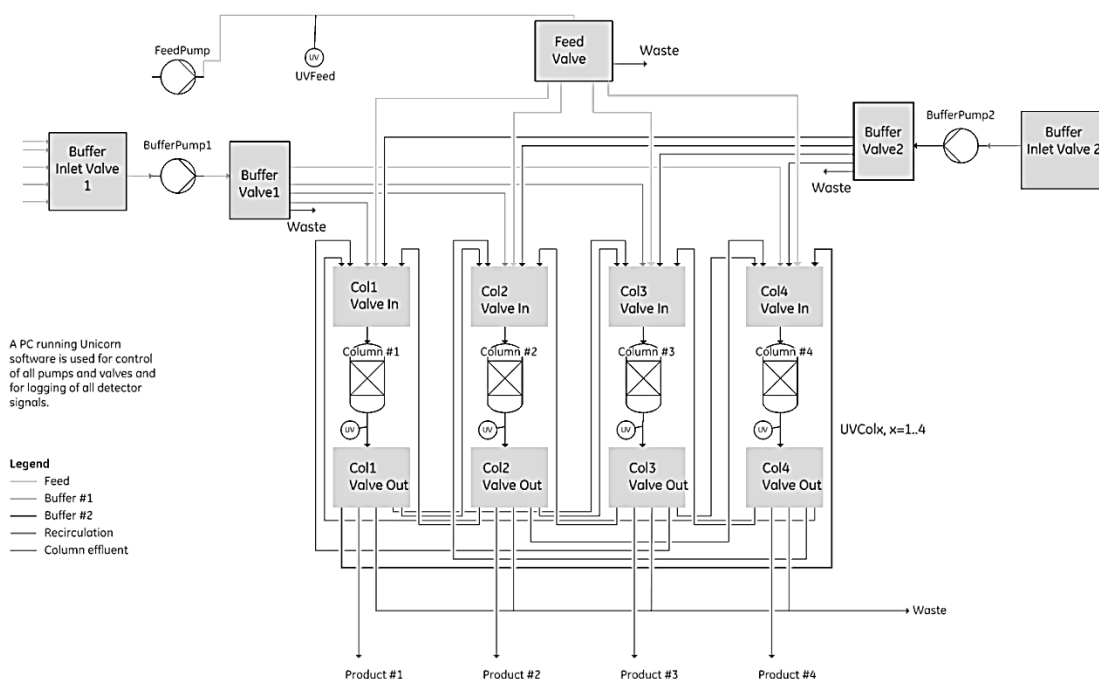 FeedPump
UV
UVFeed
Feed
Valve
Waste
Buffer
Inlet Valve
1
BufferPump1
Buffer
Valve1
Waste
Buffer
Valve2
Waste
BufferPump2
Buffer
Inlet Valve 2
Col1
Valve In
Col2
Valve In
Col3
Valve In
Col4
Valve In
Column #1
Column #2
Column #3
Column #4
UV
UV
UV
UV
UVColx, x=1..4
Col1
Valve Out
Col2
Valve Out
Col3
Valve Out
Col4
Valve Out
A PC running Unicorn
software is used for control
of all pumps and valves and
for logging of all detector
signals.
Legend
Feed
Buffer #1
Buffer #2
Recirculation
Column effluent
Waste
Product #1
Product #2
Product #3
Product #4